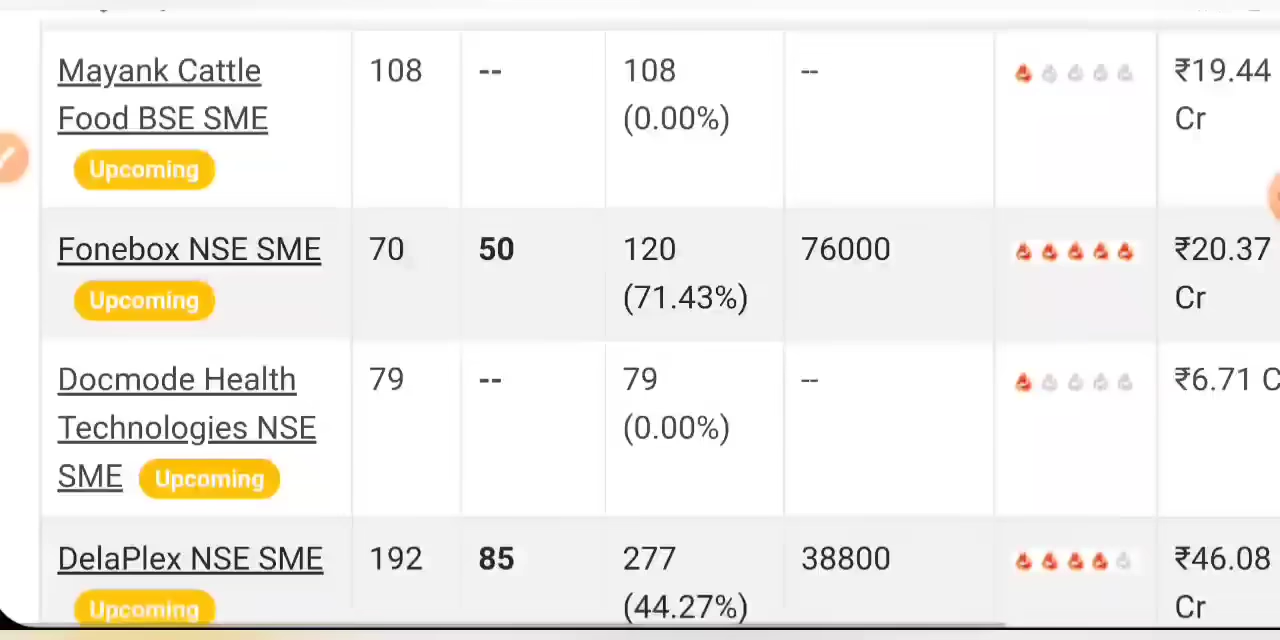 Mayank Cattle 108 -- 108 -- ₹19.44
Food BSE SME (0.00%) Cr
Upcoming
Fonebox NSE SME 70 50 120 76000 ₹20.37
Upcoming (71.43%) Cr
Docmode Health 79 -- 79 -- ₹6.71 C
Technologies NSE (0.00%)
SME Upcoming
DelaPlex NSE SME 192 85 277 38800 ₹46.08
Upcoming (44.27%) Cr